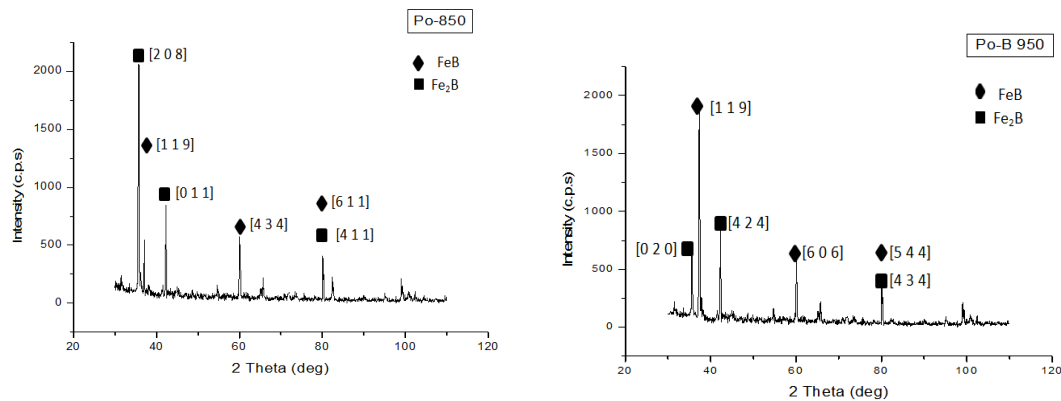 Po-850
2000
1500
1000
500
0
20
40
60
80
100
120
Intensity (c.p.s)
2 Theta (deg)
[2 0 8]
[1 1 9]
[0 1 1]
[4 3 4]
[6 1 1]
[4 1 1]
FeB
Fe₂B
Po-B 950
2000
1500
1000
500
0
20
40
60
80
100
120
Intensity (c.p.s)
2 Theta (deg)
[1 1 9]
[0 2 0]
[4 2 4]
[6 0 6]
[5 4 4]
[4 3 4]
FeB
Fe₂B